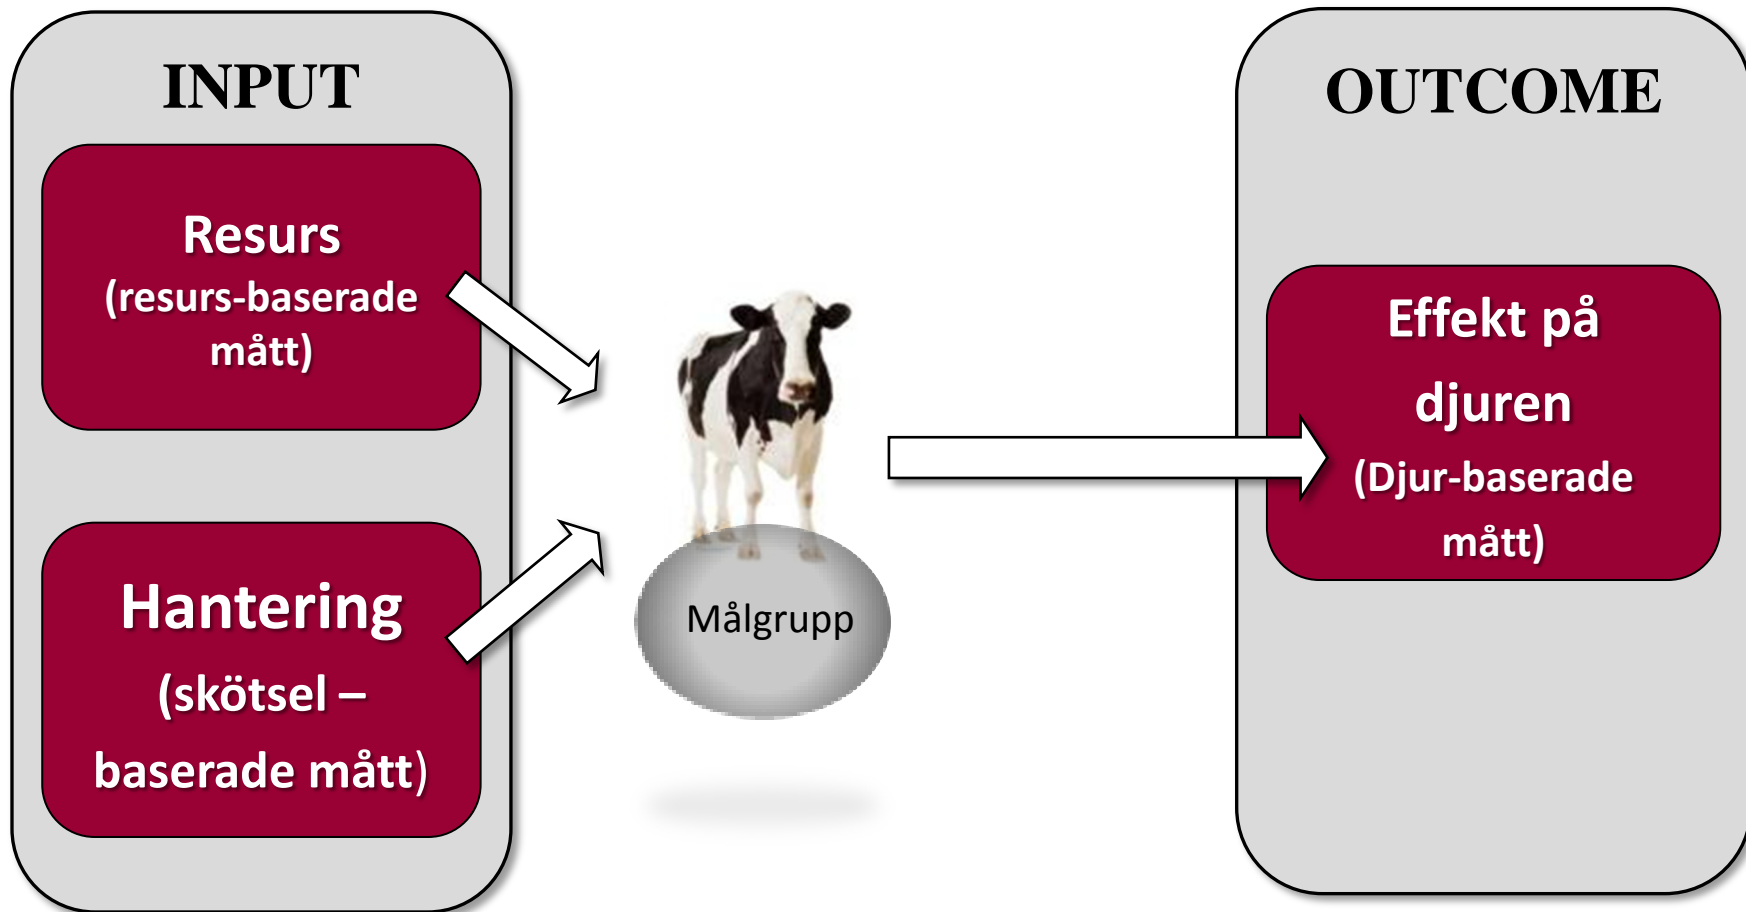 INPUT
Resurs
(resurs-baserade
mått)
Hantering
(skötsel –
baserade mått)
Målgrupp
OUTCOME
Effekt på
djuren
(Djur-baserade
mått)